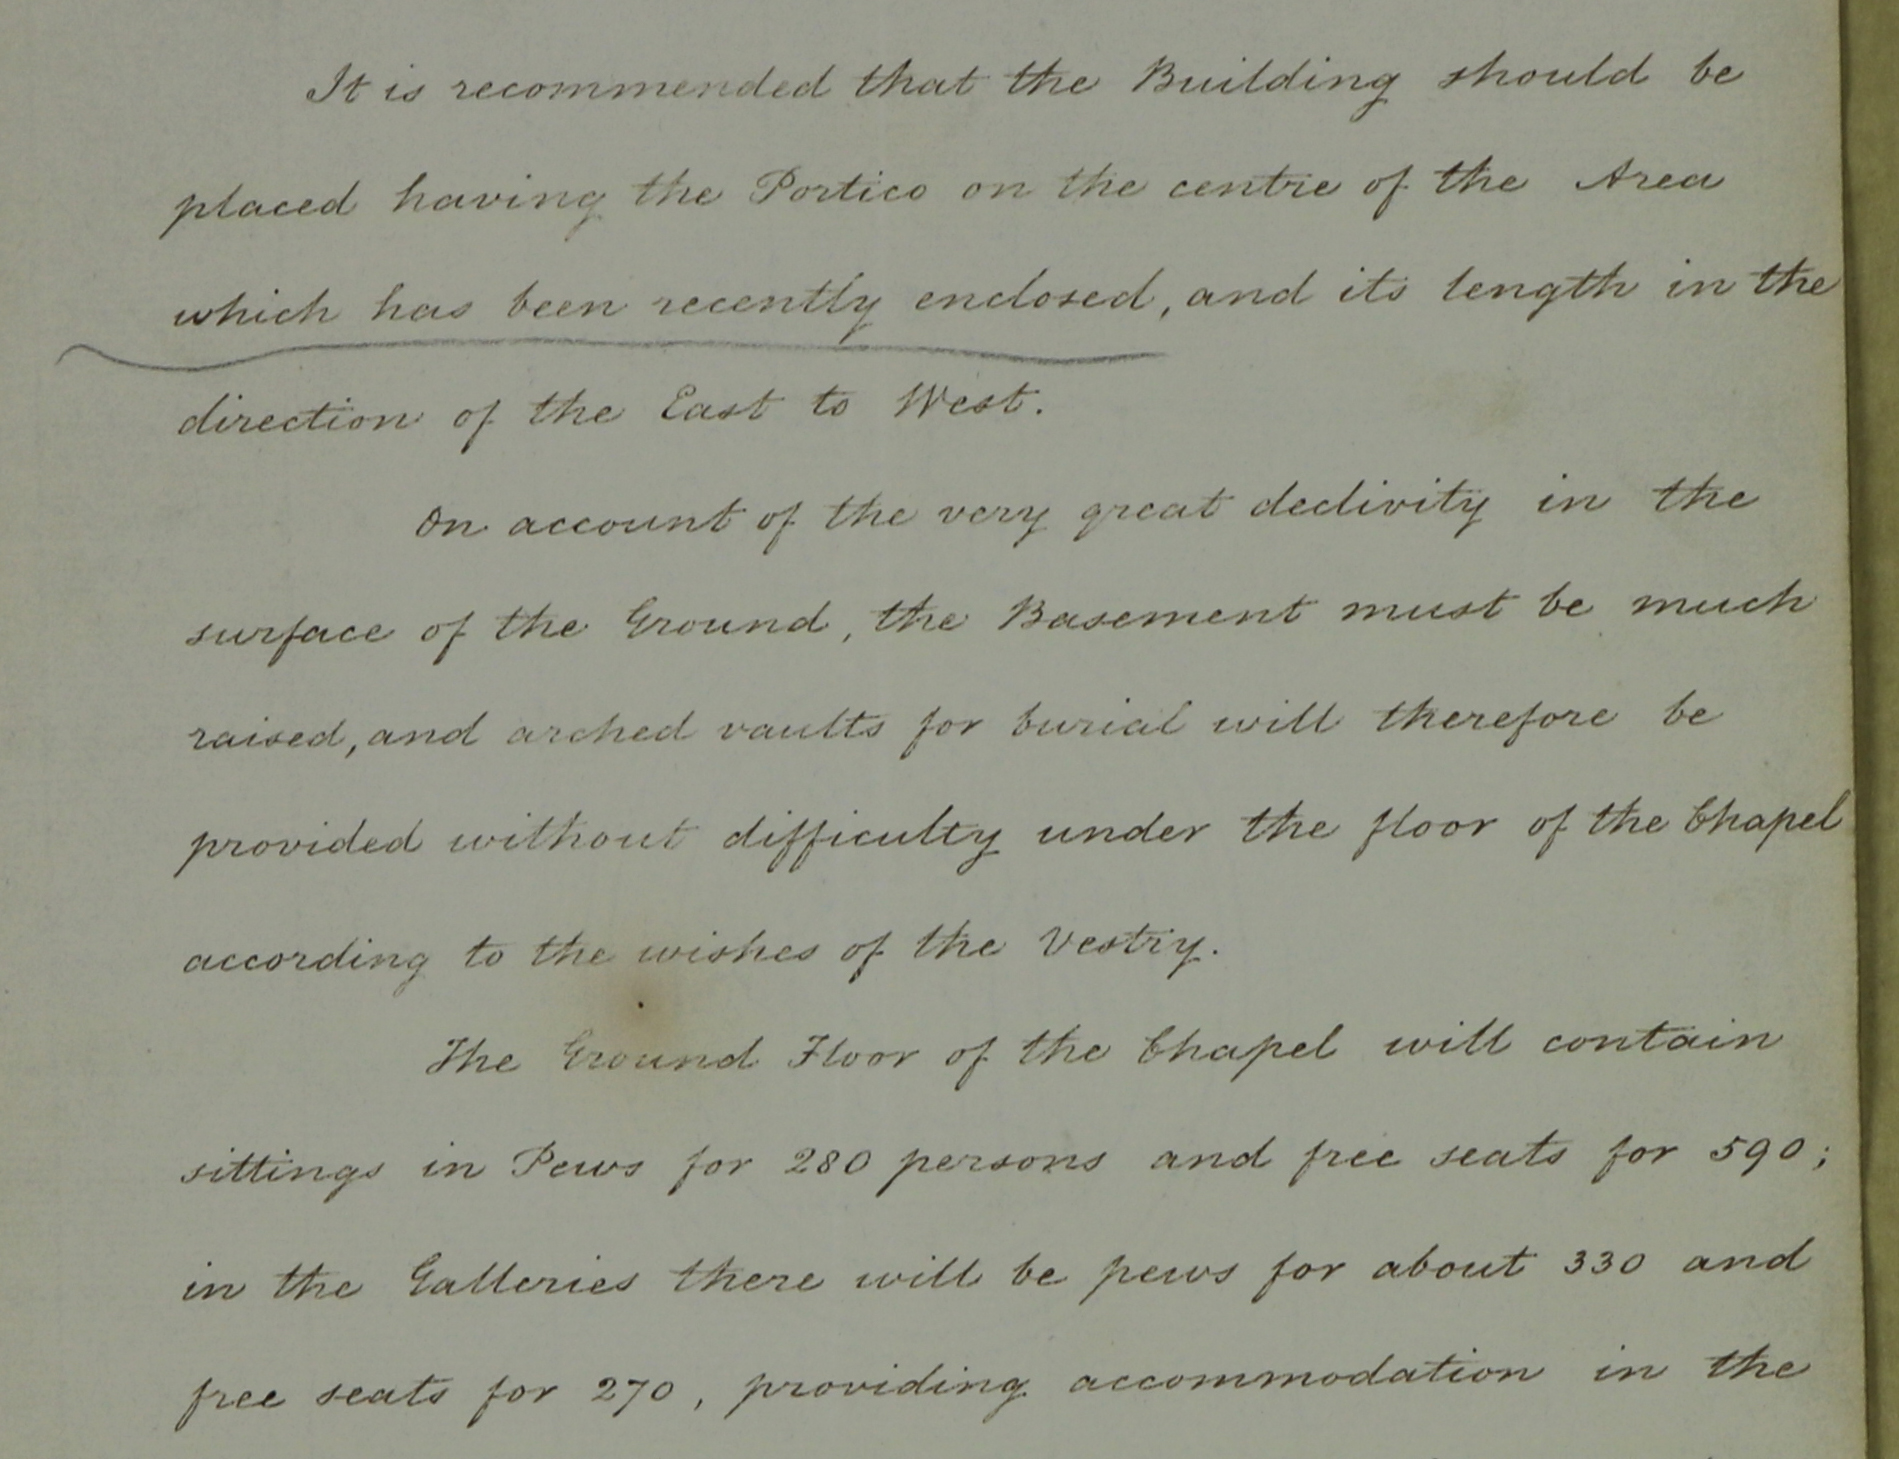 It is recommended that the Building should be
placed having the Portico on the centre of the Area
which has been recently enclosed, and its length in the
direction of the East to West.
On account of the very great declivity in the
surface of the Ground, the Basement must be much
raised, and arched vaults for burial will therefore be
provided without difficulty under the floor of the Chapel
according to the wishes of the Vestry.
The Ground Floor of the Chapel will contain
sittings in Pews for 280 persons and free seats for 590;
in the Galleries there will be pews for about 330 and
free seats for 270, providing accommodation in the